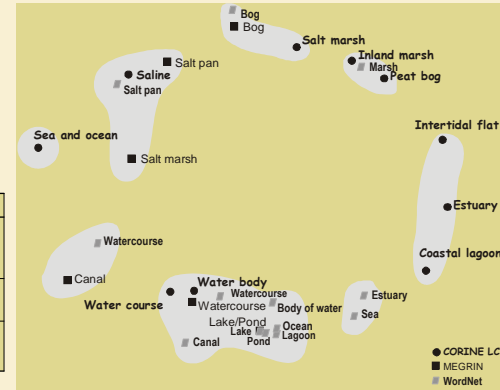 Bog
Bog
Salt marsh
Inland marsh
Marsh
Peat bog
Salt pan
Saline
Salt pan
Intertidal flat
Sea and ocean
Salt marsh
Estuary
Watercourse
Coastal lagoon
Canal
Water body
Watercourse
Estuary
Water course
Watercourse
Body of water
Sea
Lake/Pond
Ocean
Lake
Lagoon
Pond
Canal
CORINE LC
MEGRIN
WordNet